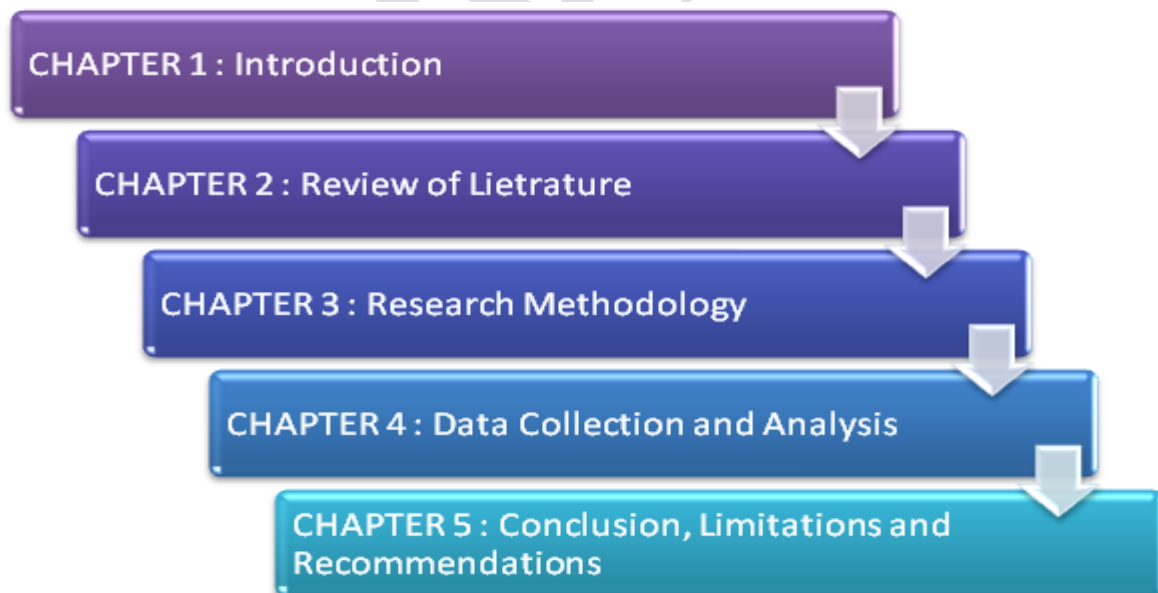 CHAPTER 1 : Introduction
CHAPTER 2 : Review of Lietrature
CHAPTER 3 : Research Methodology
CHAPTER 4 : Data Collection and Analysis
CHAPTER 5 : Conclusion, Limitations and
Recommendations